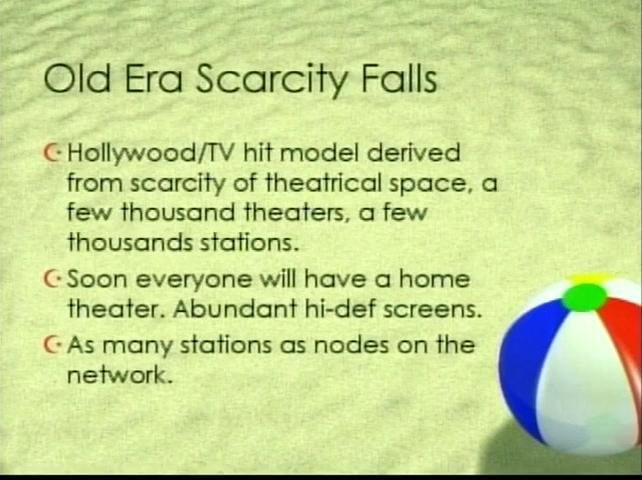 Old Era Scarcity Falls
Hollywood/TV hit model derived
from scarcity of theatrical space, a
few thousand theaters, a few
thousands stations.
Soon everyone will have a home
theater. Abundant hi-def screens.
As many stations as nodes on the
network.